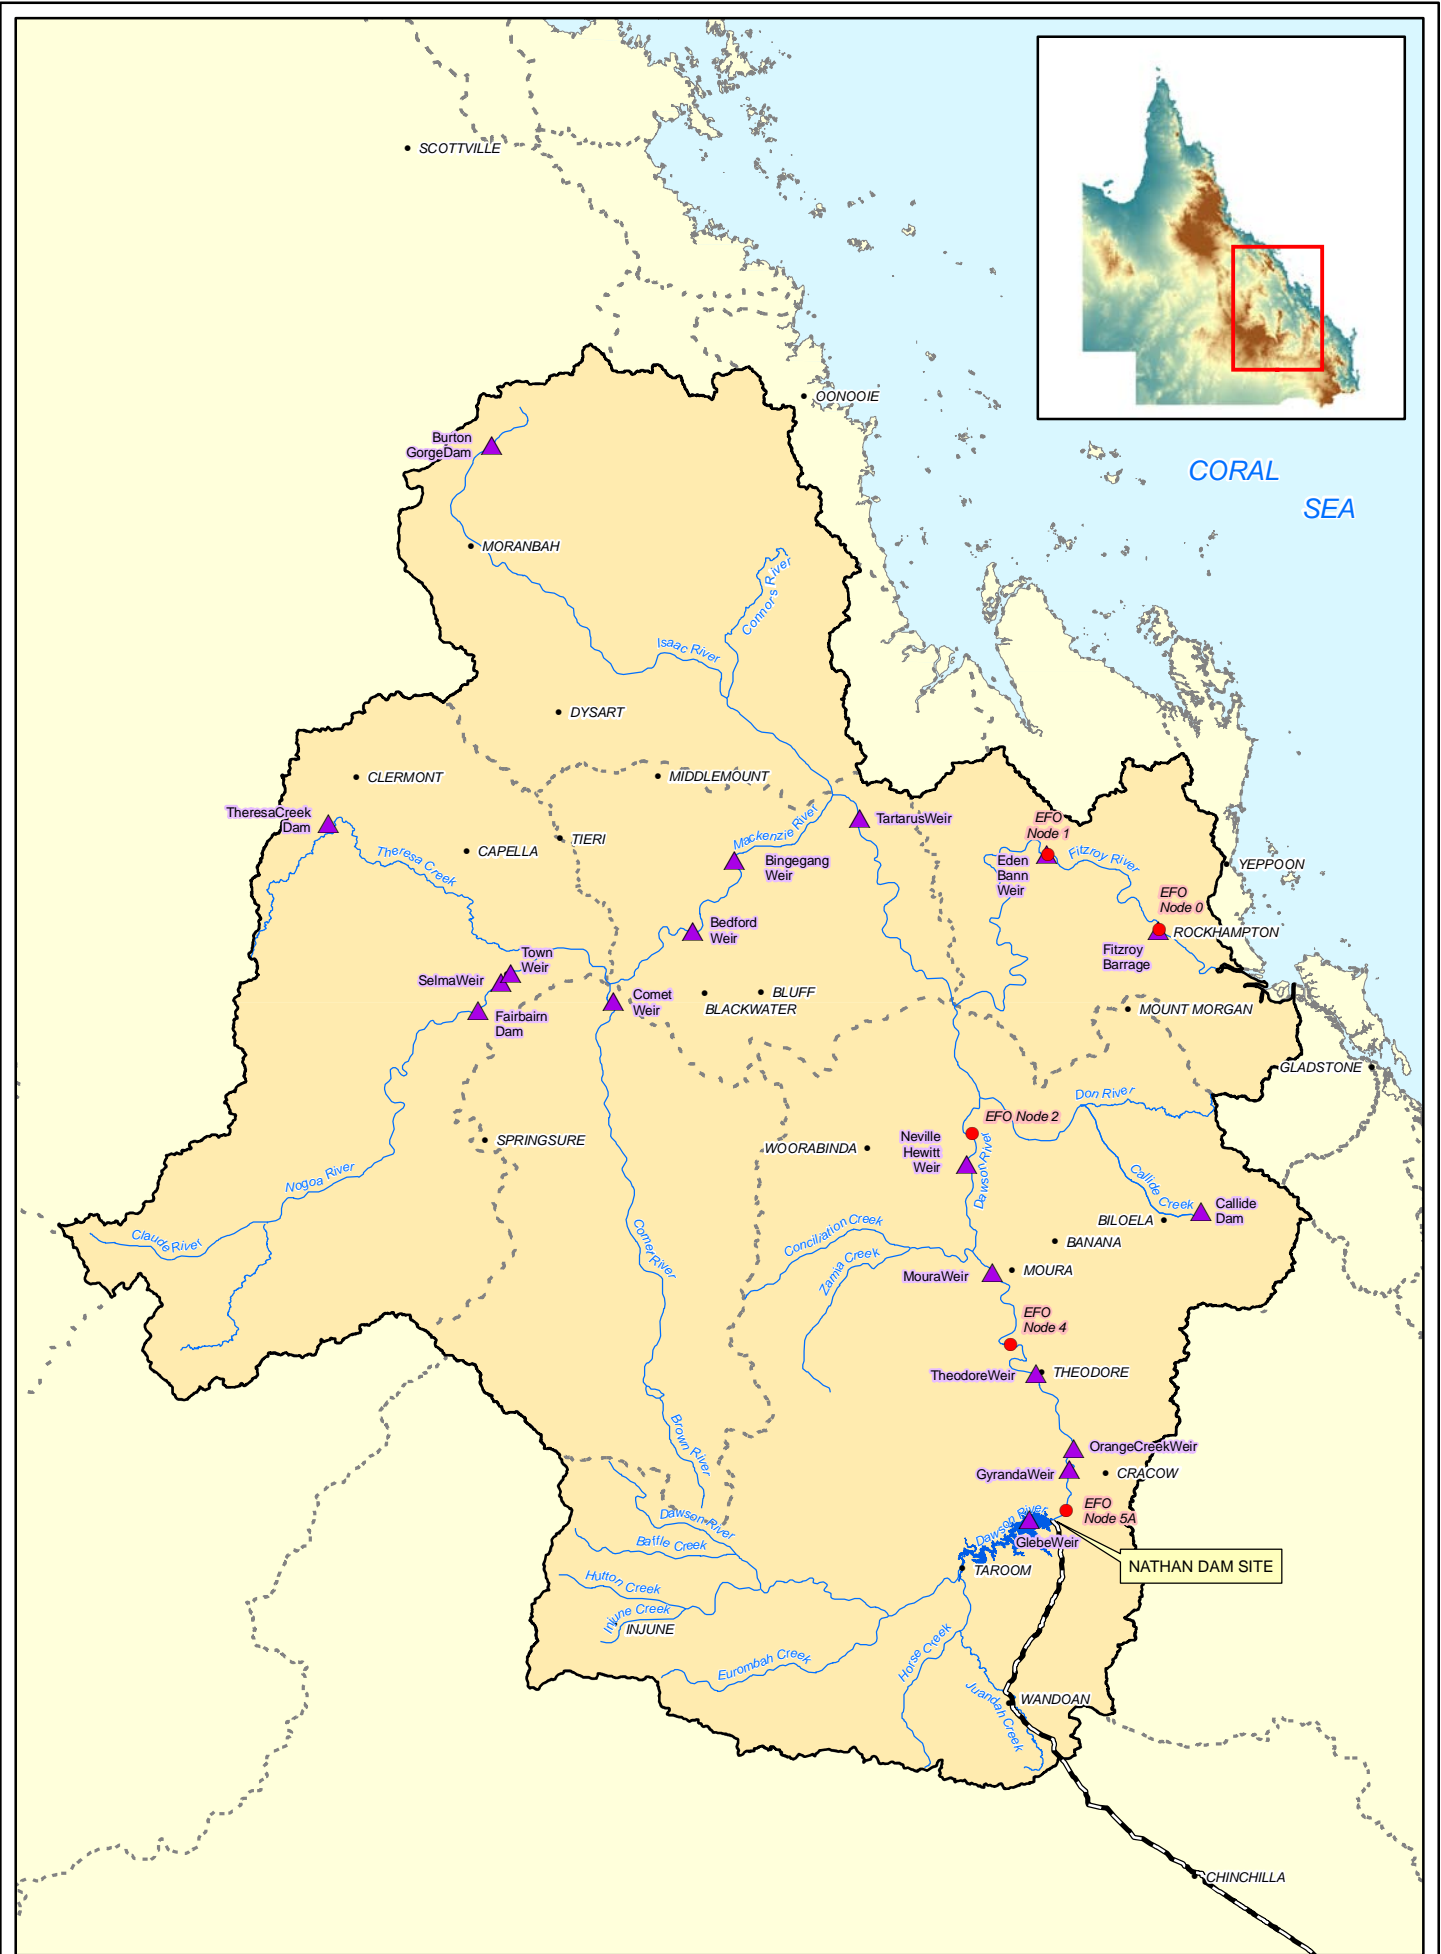 SCOTTVILLE
OONOOIE
CORAL
SEA
Burton
GorgeDam
MORANBAH
Connors River
Isaac River
DYSART
CLERMONT
MIDDLEMOUNT
TheresaCreek
Dam
Mackenzie River
TartarusWeir
EFO
Node 1
TIERI
CAPELLA
Theresa Creek
Bingegang
Weir
Eden
Bann
Weir
Fitzroy River
YEPPOON
EFO
Node 0
Bedford
Weir
ROCKHAMPTON
Fitzroy
Barrage
Town
Weir
SelmaWeir
Fairbairn
Dam
Comet
Weir
BLUFF
BLACKWATER
MOUNT MORGAN
GLADSTONE
Don River
EFO Node 2
SPRINGSURE
WOORABINDA
Neville
Hewitt
Weir
Dawson River
Nogoa River
Callide Creek
Callide
Dam
BILOELA
Claude River
Comer River
Conciliation Creek
BANANA
Zamia Creek
MouraWeir
MOURA
EFO
Node 4
TheodoreWeir
THEODORE
Brown River
OrangeCreekWeir
GyrandaWeir
CRACOW
Dawson River
Dawson River
EFO
Node 5A
GlebeWeir
Baffle Creek
NATHAN DAM SITE
TAROOM
Hutton Creek
Injune Creek
INJUNE
Eurombah Creek
Horse Creek
Juandah Creek
WANDOAN
CHINCHILLA